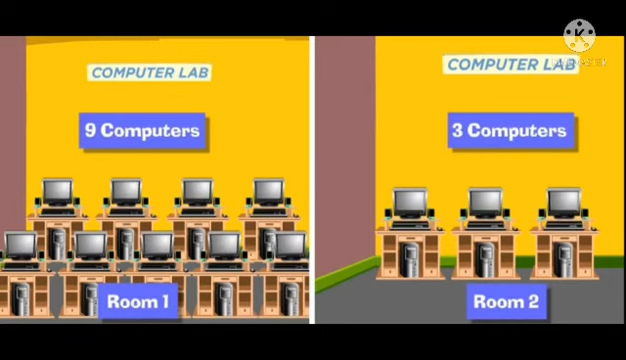 COMPUTER LAB
9 Computers
Room 1
COMPUTER LAB
3 Computers
Room 2